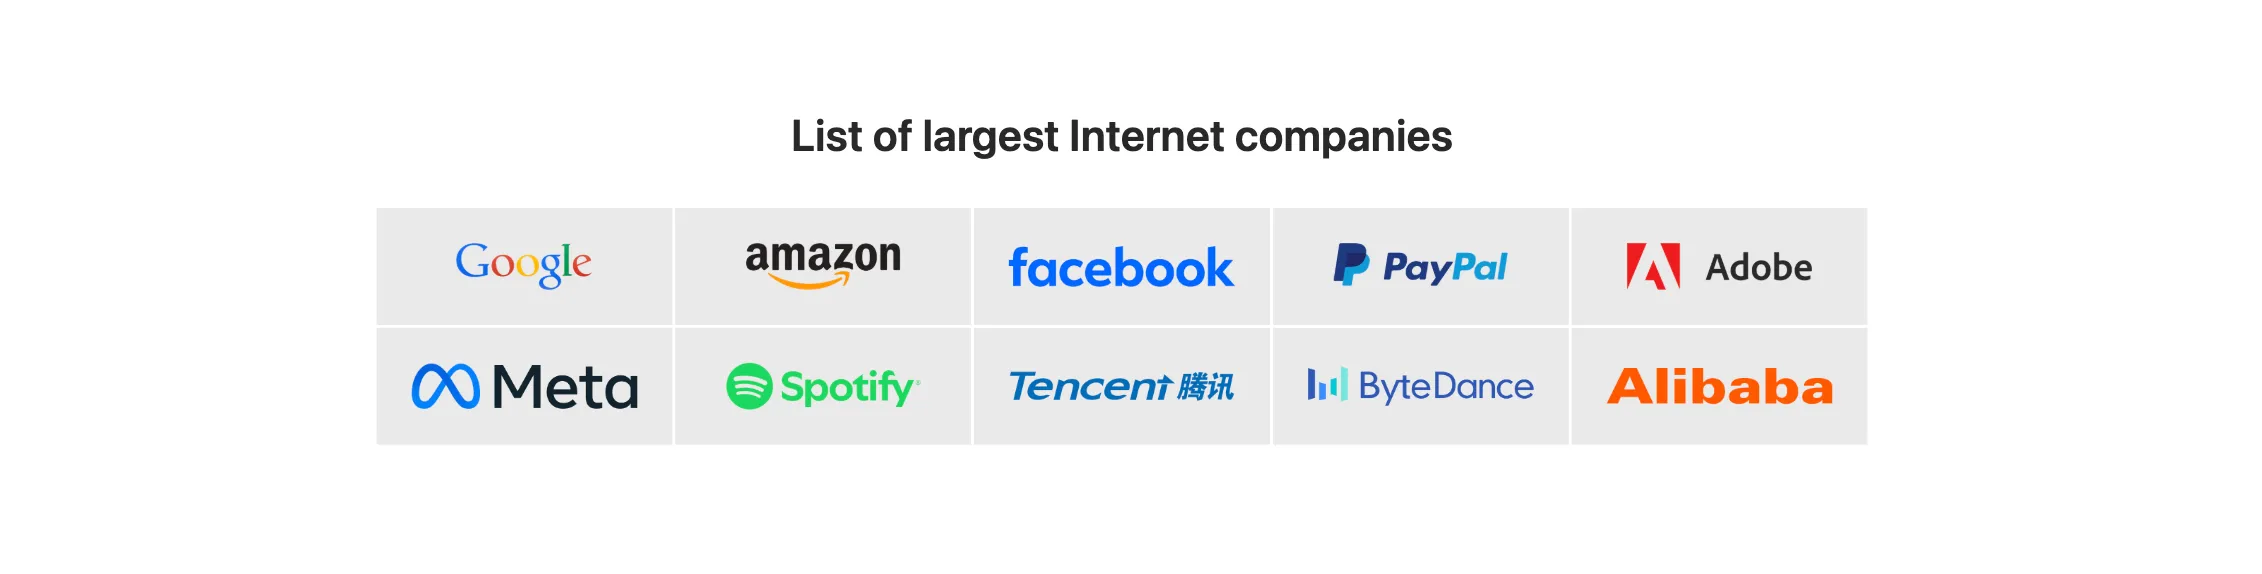 List of largest Internet companies
Google
amazon
facebook
PayPal
Adobe
Meta
Spotify®
Tencent 腾讯
ByteDance
Alibaba